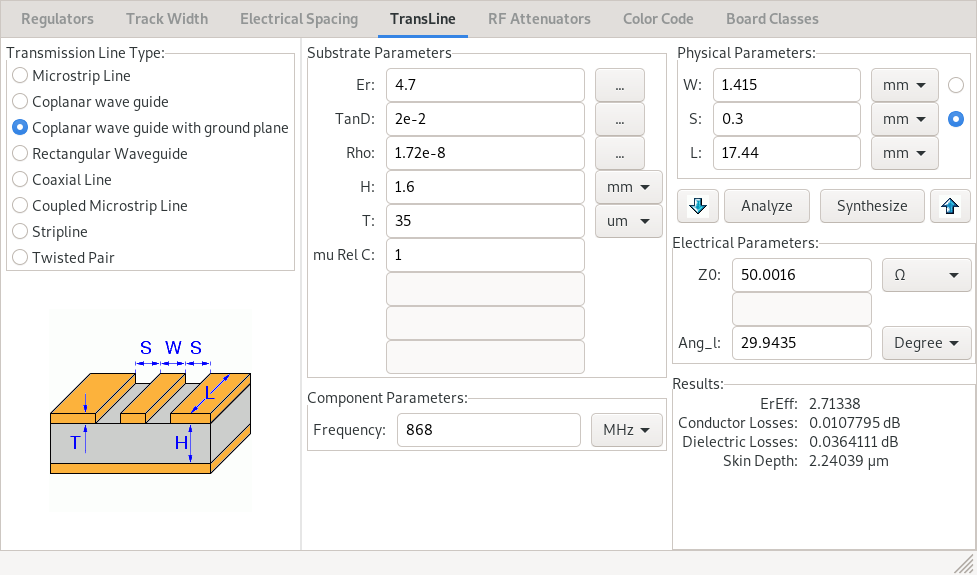 Regulators Track Width Electrical Spacing TransLine RF Attenuators Color Code Board Classes
Transmission Line Type:
Microstrip Line
Coplanar wave guide
Coplanar wave guide with ground plane
Rectangular Waveguide
Coaxial Line
Coupled Microstrip Line
Stripline
Twisted Pair
S W S
L
T
H
Substrate Parameters
Er: 4.7 ...
TanD: 2e-2 ...
Rho: 1.72e-8 ...
H: 1.6 mm
T: 35 um
mu Rel C: 1
Component Parameters:
Frequency: 868 MHz
Physical Parameters:
W: 1.415 mm
S: 0.3 mm
L: 17.44 mm
Analyze Synthesize
Electrical Parameters:
Z0: 50.0016 Ω
Ang_l: 29.9435 Degree
Results:
ErEff: 2.71338
Conductor Losses: 0.0107795 dB
Dielectric Losses: 0.0364111 dB
Skin Depth: 2.24039 µm